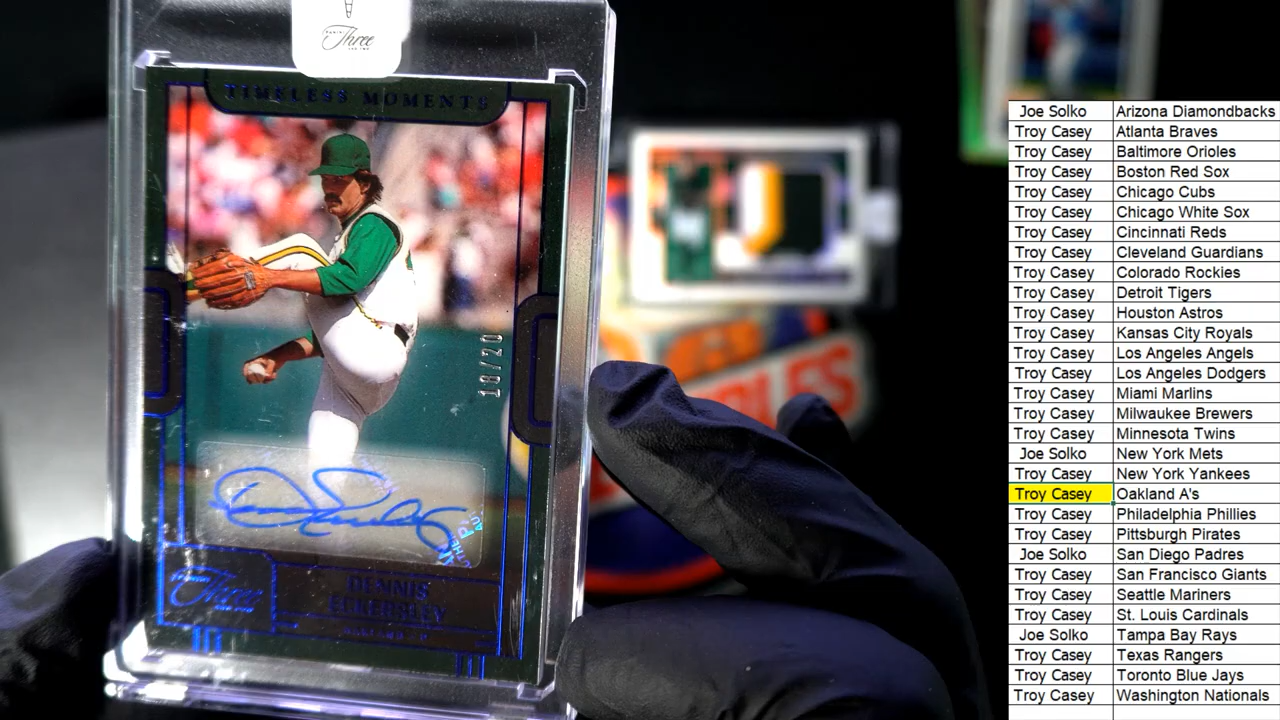 PANINI
Three
AND TWO
TIMELESS MOMENTS
18/20
Three
AND TWO
DENNIS
ECKERSLEY
OAKLAND - P
Joe Solko Arizona Diamondbacks
Troy Casey Atlanta Braves
Troy Casey Baltimore Orioles
Troy Casey Boston Red Sox
Troy Casey Chicago Cubs
Troy Casey Chicago White Sox
Troy Casey Cincinnati Reds
Troy Casey Cleveland Guardians
Troy Casey Colorado Rockies
Troy Casey Detroit Tigers
Troy Casey Houston Astros
Troy Casey Kansas City Royals
Troy Casey Los Angeles Angels
Troy Casey Los Angeles Dodgers
Troy Casey Miami Marlins
Troy Casey Milwaukee Brewers
Troy Casey Minnesota Twins
Joe Solko New York Mets
Troy Casey New York Yankees
Troy Casey Oakland A's
Troy Casey Philadelphia Phillies
Troy Casey Pittsburgh Pirates
Joe Solko San Diego Padres
Troy Casey San Francisco Giants
Troy Casey Seattle Mariners
Troy Casey St. Louis Cardinals
Joe Solko Tampa Bay Rays
Troy Casey Texas Rangers
Troy Casey Toronto Blue Jays
Troy Casey Washington Nationals